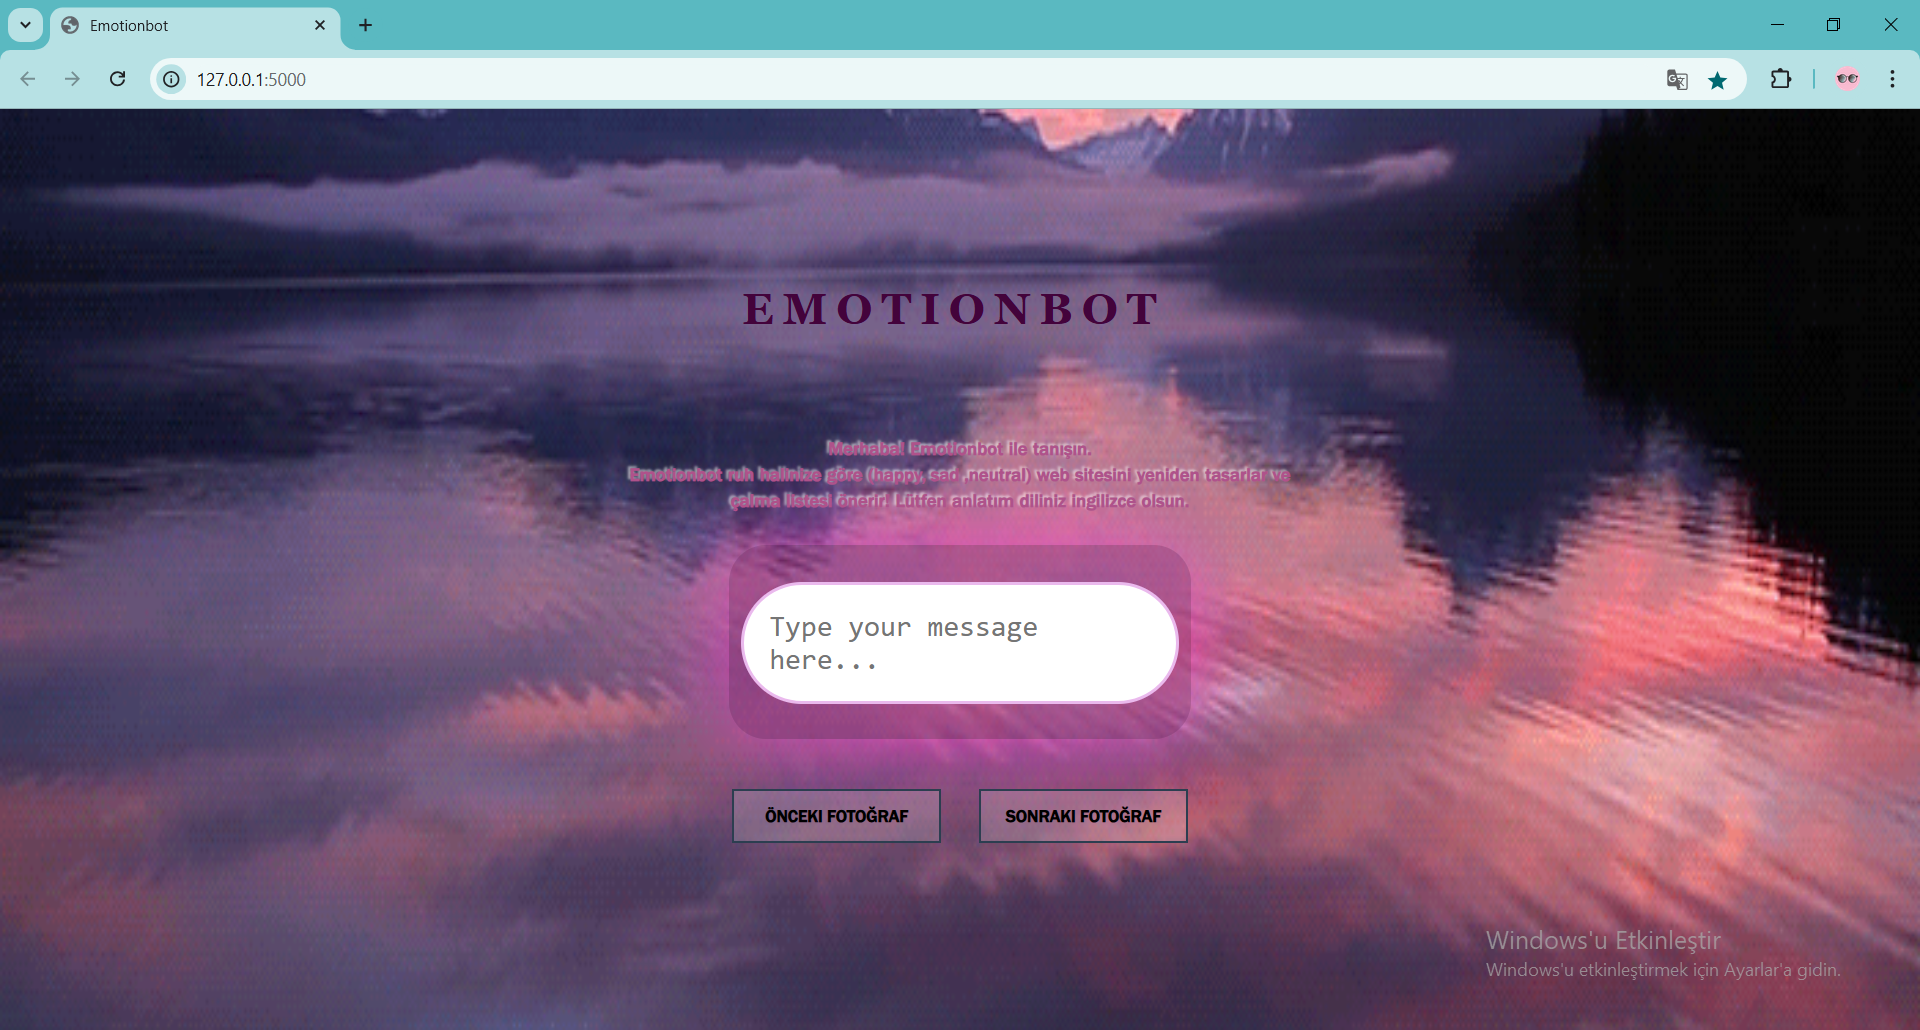 Emotionbot
127.0.0.1:5000
EMOTIONBOT
Merhaba! Emotionbot ile tanışın.
Emotionbot ruh halinize göre (happy, sad ,neutral) web sitesini yeniden tasarlar ve
çalma listesi önerir! Lütfen anlatım diliniz ingilizce olsun.
Type your message
here...
ÖNCEKI FOTOĞRAF
SONRAKI FOTOĞRAF
Windows'u Etkinleştir
Windows'u etkinleştirmek için Ayarlar'a gidin.